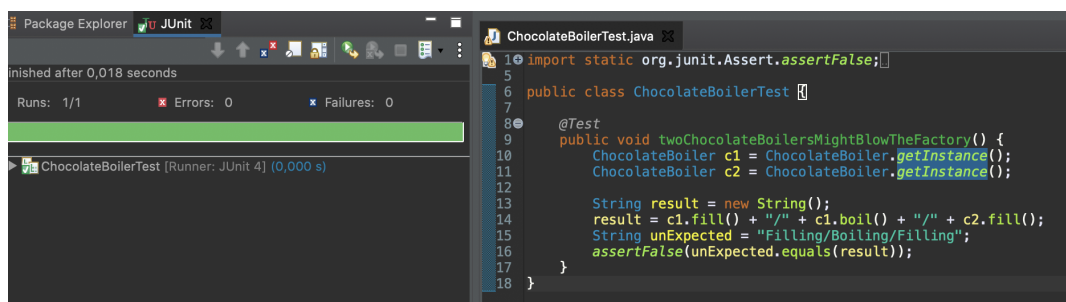 Package Explorer JUnit
inished after 0,018 seconds
Runs: 1/1 Errors: 0 Failures: 0
ChocolateBoilerTest [Runner: JUnit 4] (0,000 s)
ChocolateBoilerTest.java
1 import static org.junit.Assert.assertFalse;
5
6 public class ChocolateBoilerTest {
7
8 @Test
9 public void twoChocolateBoilersMightBlowTheFactory() {
10 ChocolateBoiler c1 = ChocolateBoiler.getInstance();
11 ChocolateBoiler c2 = ChocolateBoiler.getInstance();
12
13 String result = new String();
14 result = c1.fill() + "/" + c1.boil() + "/" + c2.fill();
15 String unExpected = "Filling/Boiling/Filling";
16 assertFalse(unExpected.equals(result));
17 }
18 }